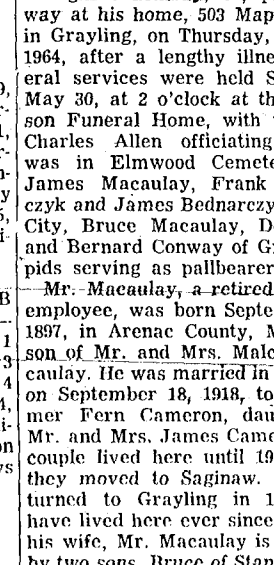 way at his home, 503 Map
in Grayling, on Thursday,
1964, after a lengthy illne
eral services were held S
May 30, at 2 o'clock at th
son Funeral Home, with
Charles Allen officiating
was in Elmwood Cemete
James Macaulay, Frank
czyk and James Bednarczy
City, Bruce Macaulay, D
and Bernard Conway of G
pids serving as pallbearer
Mr. Macaulay, a retired
employee, was born Septe
1897, in Arenac County, M
son of Mr. and Mrs. Malc
caulay. He was married in
on September 18, 1918, to
mer Fern Cameron, dau
Mr. and Mrs. James Came
couple lived here until 19
they moved to Saginaw.
turned to Grayling in 1
have lived here ever since
his wife, Mr. Macaulay is
by two sons, Bruce of Stan